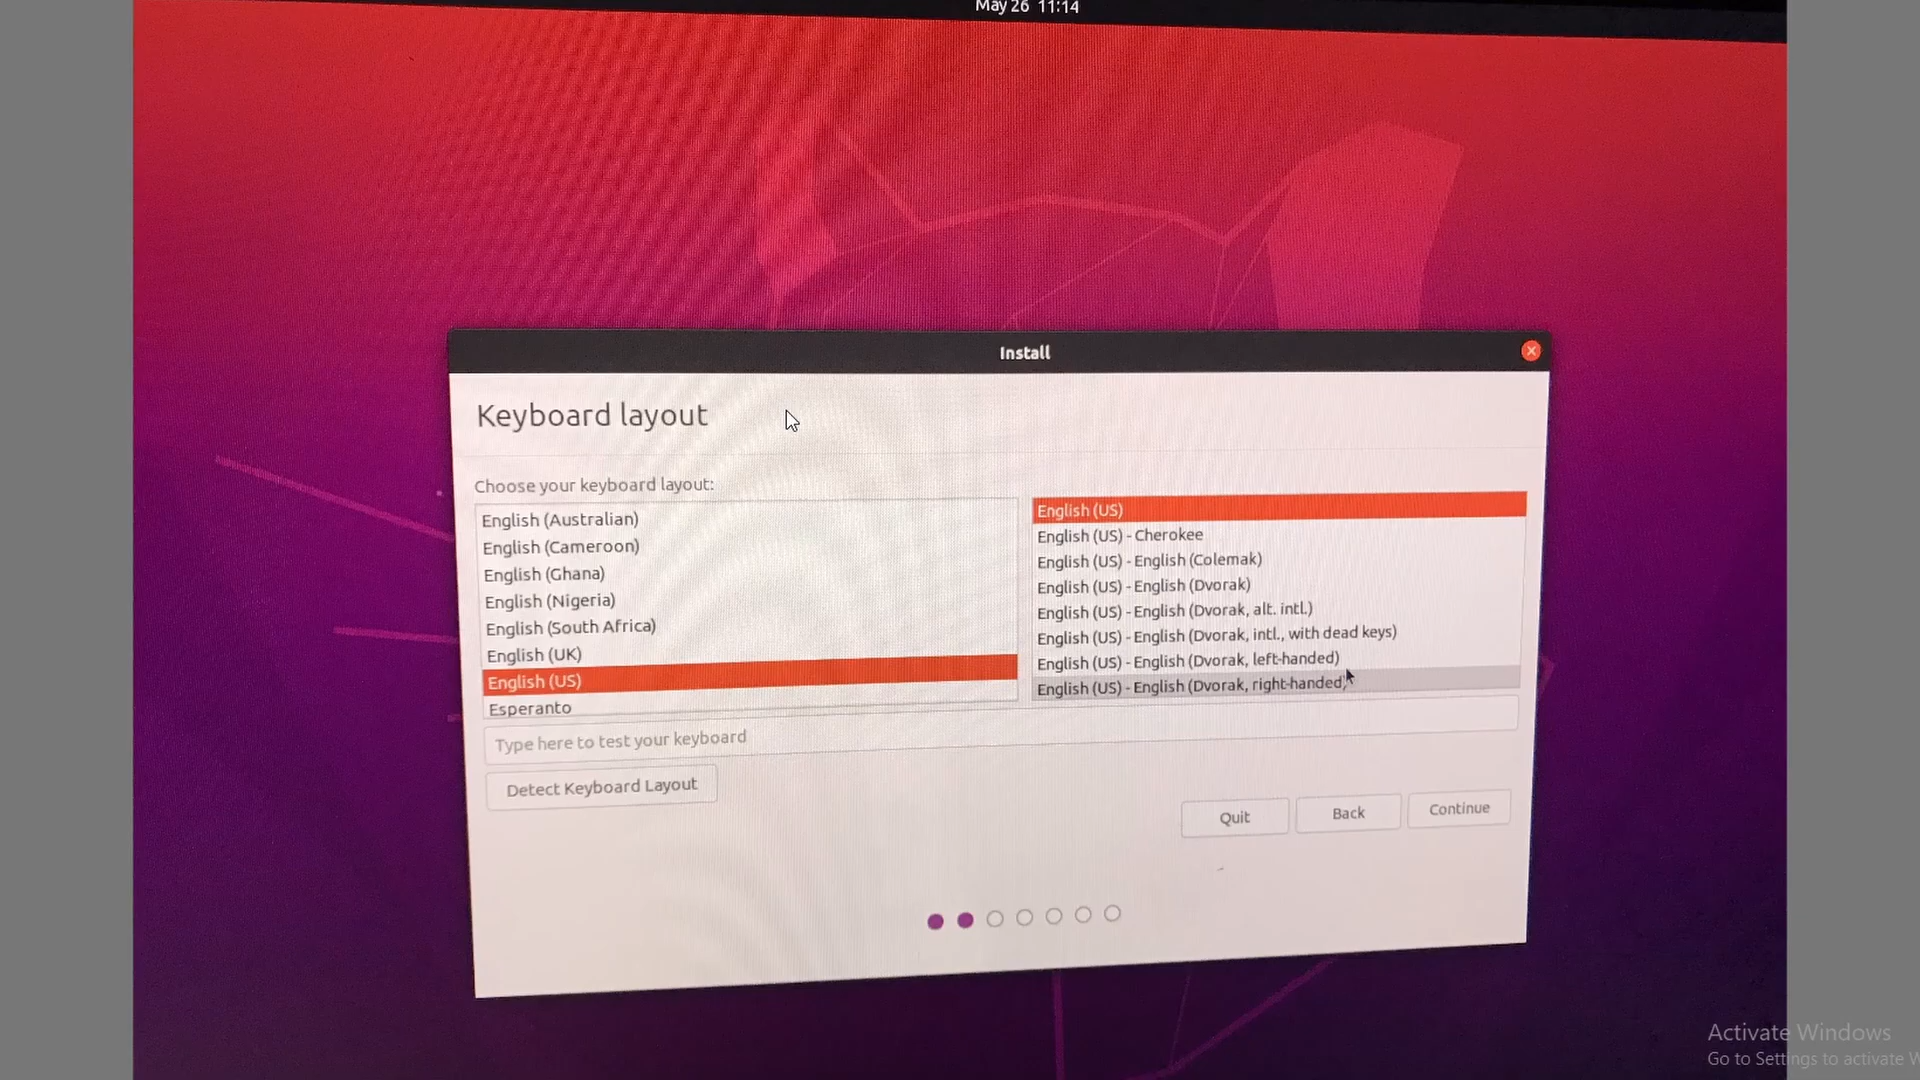 May 26 11:14
Install
Keyboard layout
Choose your keyboard layout:
English (Australian)
English (Cameroon)
English (Ghana)
English (Nigeria)
English (South Africa)
English (UK)
English (US)
Esperanto
English (US)
English (US) - Cherokee
English (US) - English (Colemak)
English (US) - English (Dvorak)
English (US) - English (Dvorak, alt. intl.)
English (US) - English (Dvorak, intl., with dead keys)
English (US) - English (Dvorak, left-handed)
English (US) - English (Dvorak, right-handed)
Type here to test your keyboard
Detect Keyboard Layout
Quit
Back
Continue
Activate Windows
Go to Settings to activate W